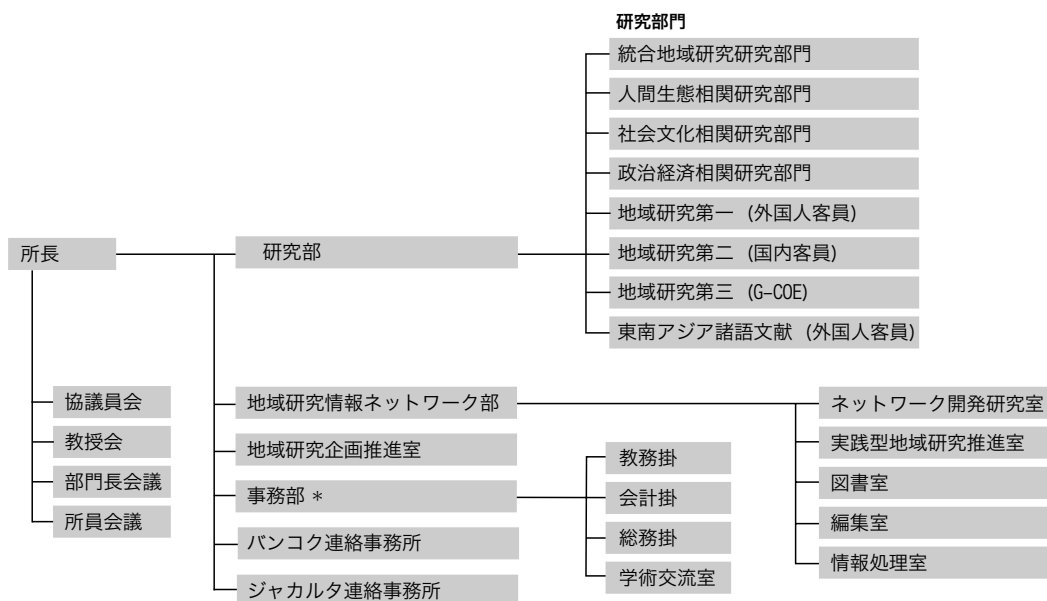 研究部門
統合地域研究研究部門
人間生態相関研究部門
社会文化相関研究部門
政治経済相関研究部門
地域研究第一 (外国人客員)
地域研究第二 (国内客員)
地域研究第三 (G-COE)
東南アジア諸語文献 (外国人客員)
所長
研究部
協議員会
教授会
部門長会議
所員会議
地域研究情報ネットワーク部
地域研究企画推進室
事務部 *
バンコク連絡事務所
ジャカルタ連絡事務所
教務掛
会計掛
総務掛
学術交流室
ネットワーク開発研究室
実践型地域研究推進室
図書室
編集室
情報処理室